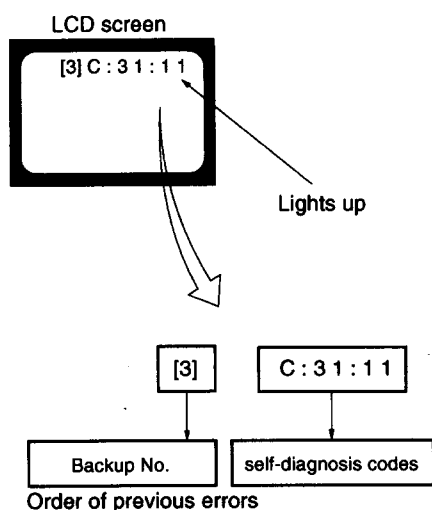 LCD screen
[3] C : 3 1 : 1 1
Lights up
[3]
C : 3 1 : 1 1
Backup No.
self-diagnosis codes
Order of previous errors